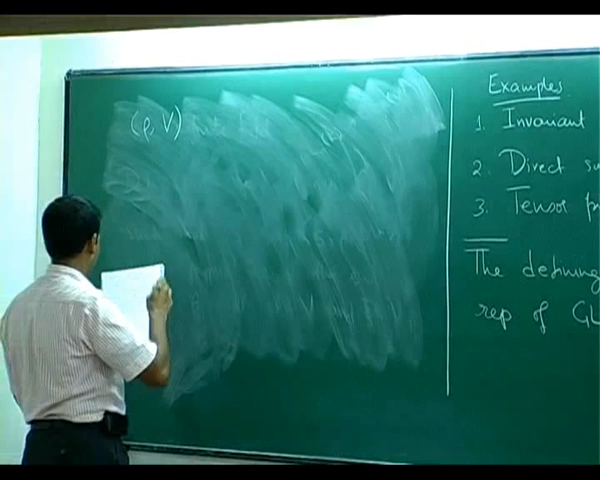 (ρ, V)
Examples
1. Invariant
2. Direct su
3. Tensor pr
The defining
rep of GL